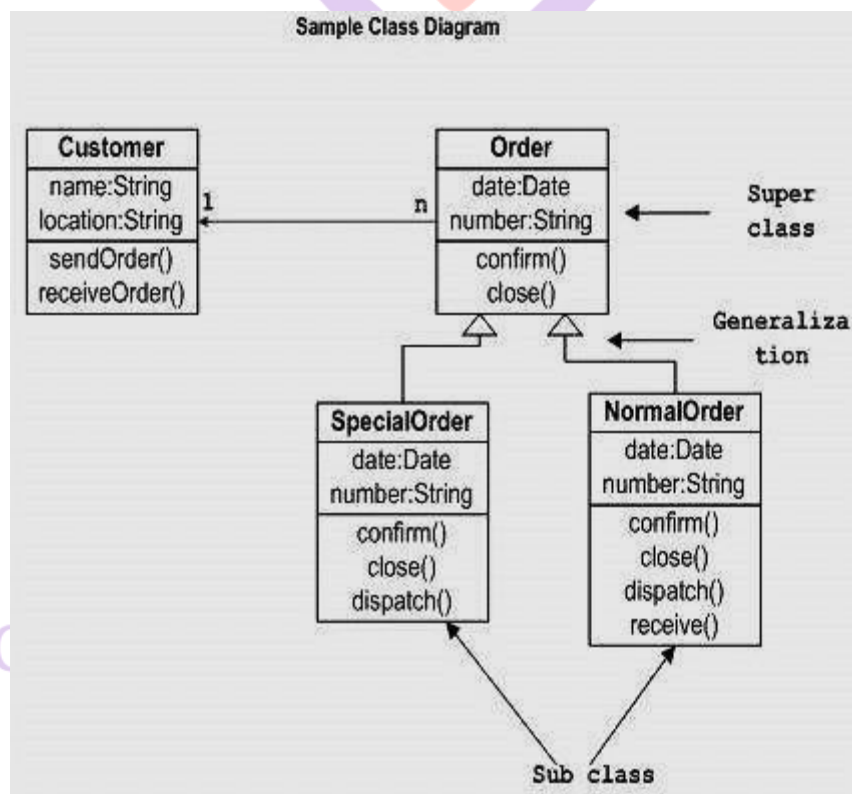 Sample Class Diagram
Customer
name:String
location:String
sendOrder()
receiveOrder()
1
n
Order
date:Date
number:String
confirm()
close()
Super
class
Generaliza
tion
SpecialOrder
date:Date
number:String
confirm()
close()
dispatch()
NormalOrder
date:Date
number:String
confirm()
close()
dispatch()
receive()
Sub class